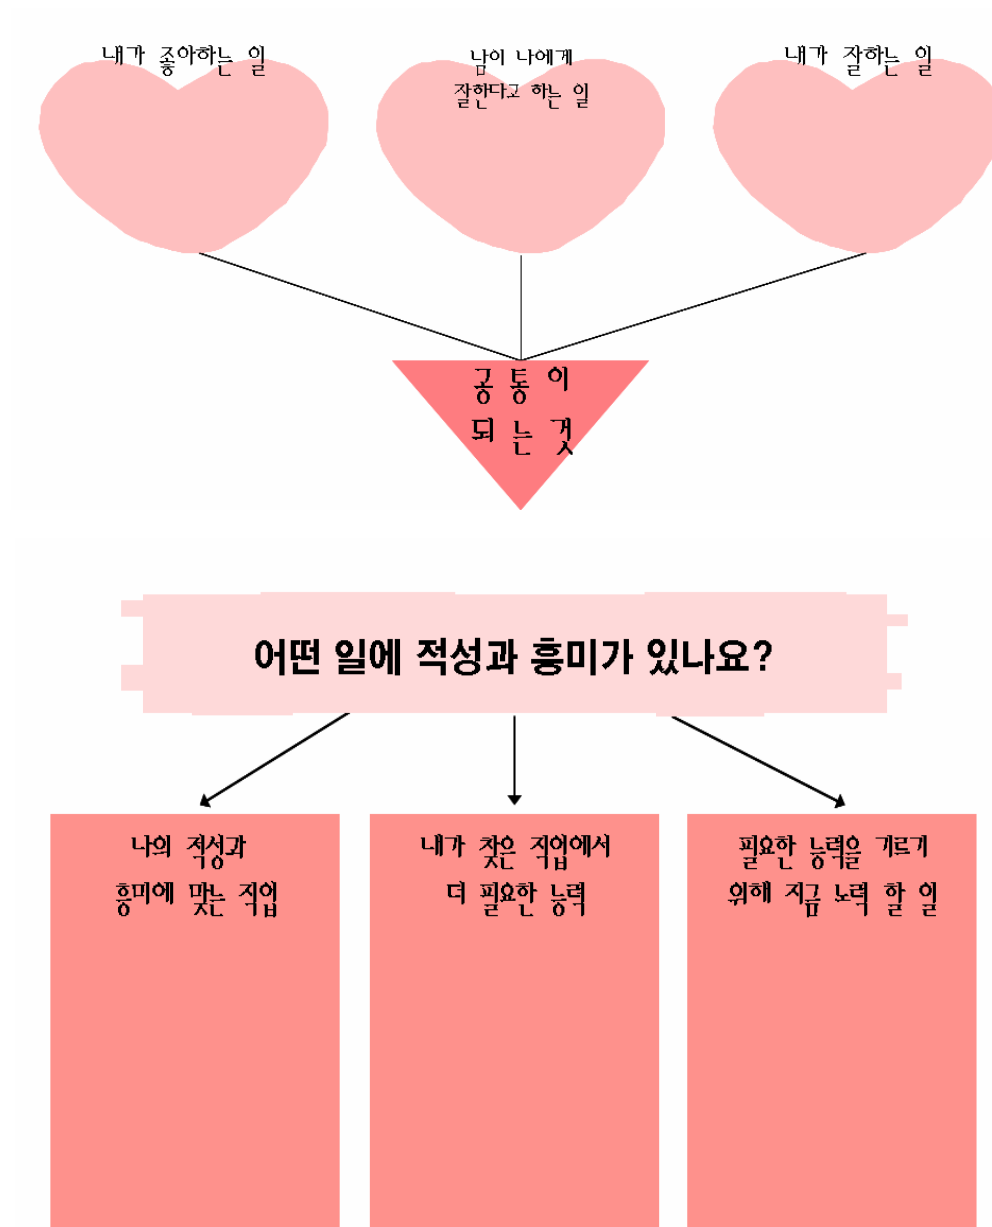 내가 좋아하는 일
남이 나에게
잘한다고 하는 일
내가 잘하는 일
공 통 이
되 는 것
어떤 일에 적성과 흥미가 있나요?
나의 적성과
흥미에 맞는 직업
내가 찾은 직업에서
더 필요한 능력
필요한 능력을 기르기
위해 지금 노력 할 일